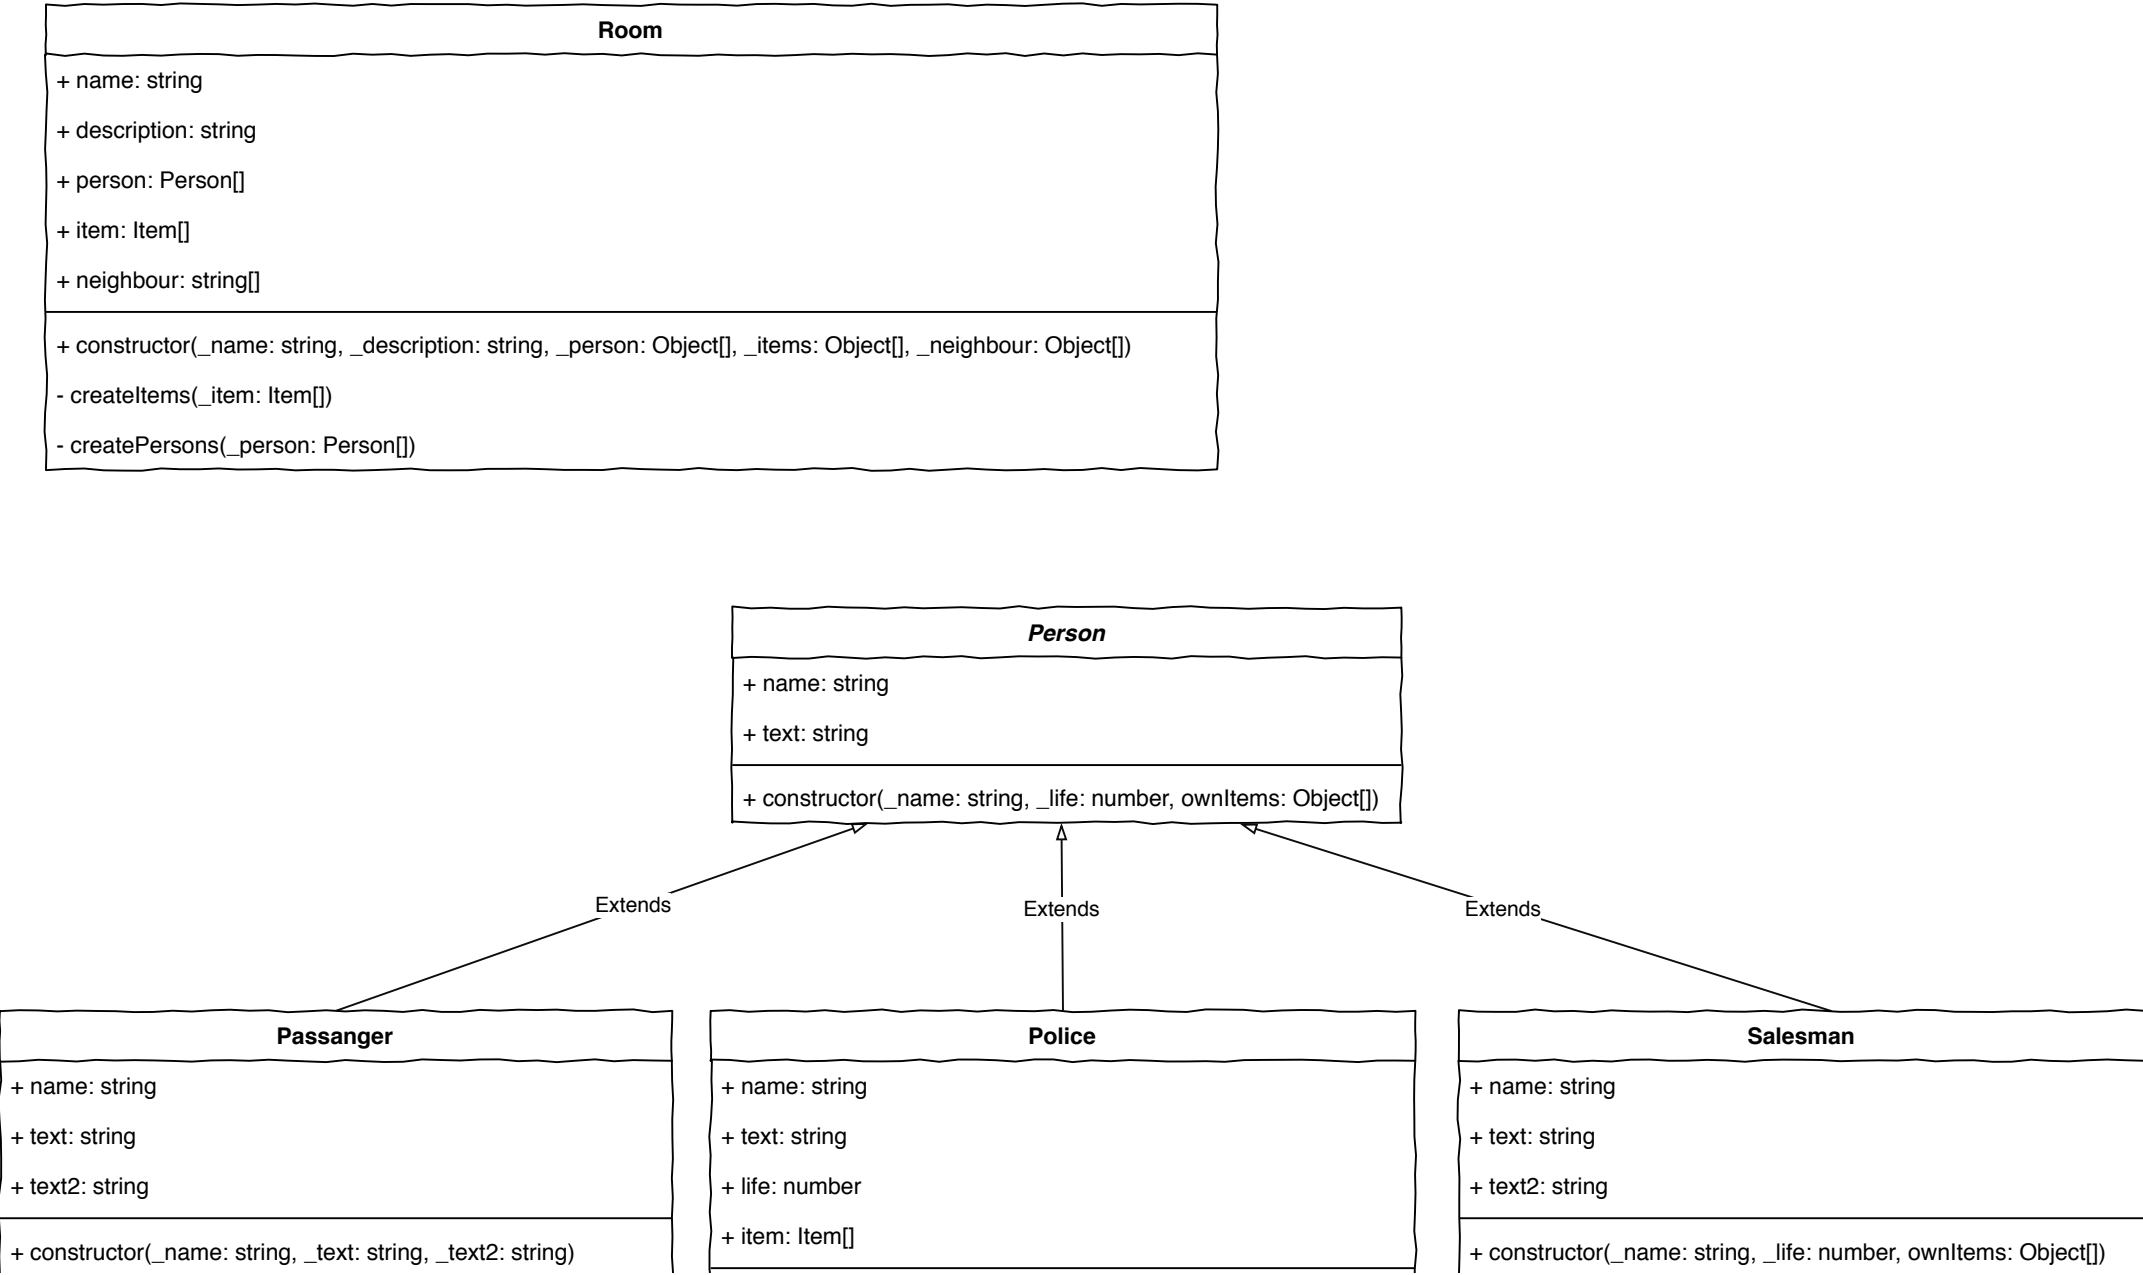 Room
+ name: string
+ description: string
+ person: Person[]
+ item: Item[]
+ neighbour: string[]
+ constructor(_name: string, _description: string, _person: Object[], _items: Object[], _neighbour: Object[])
- createItems(_item: Item[])
- createPersons(_person: Person[])
Person
+ name: string
+ text: string
+ constructor(_name: string, _life: number, ownItems: Object[])
Extends
Extends
Extends
Passanger
+ name: string
+ text: string
+ text2: string
+ constructor(_name: string, _text: string, _text2: string)
Police
+ name: string
+ text: string
+ life: number
+ item: Item[]
Salesman
+ name: string
+ text: string
+ text2: string
+ constructor(_name: string, _life: number, ownItems: Object[])